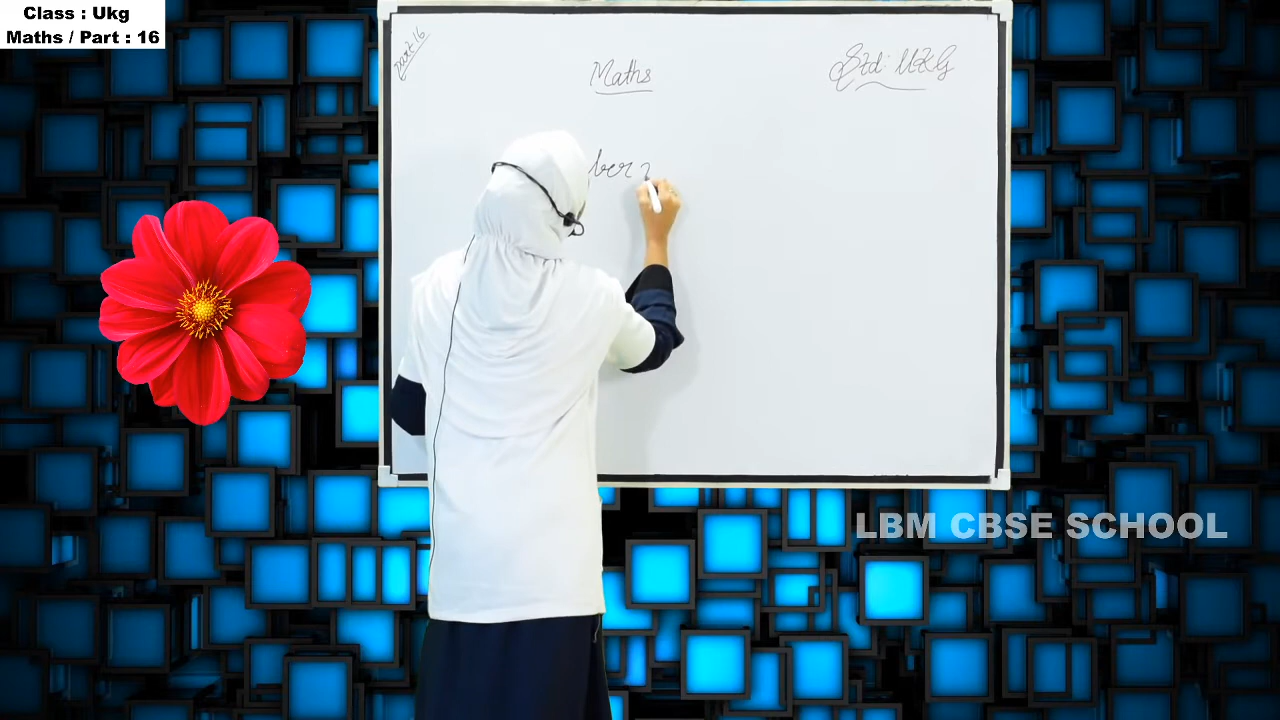 Class : Ukg
Maths / Part : 16
part 16
Maths
Std: UKG
ber
LBM CBSE SCHOOL